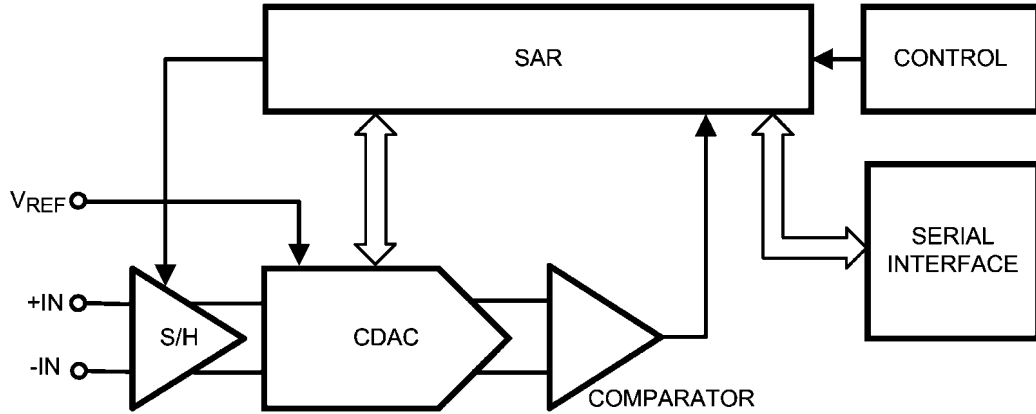 SAR
CONTROL
VREF
SERIAL
INTERFACE
+IN
S/H
CDAC
-IN
COMPARATOR